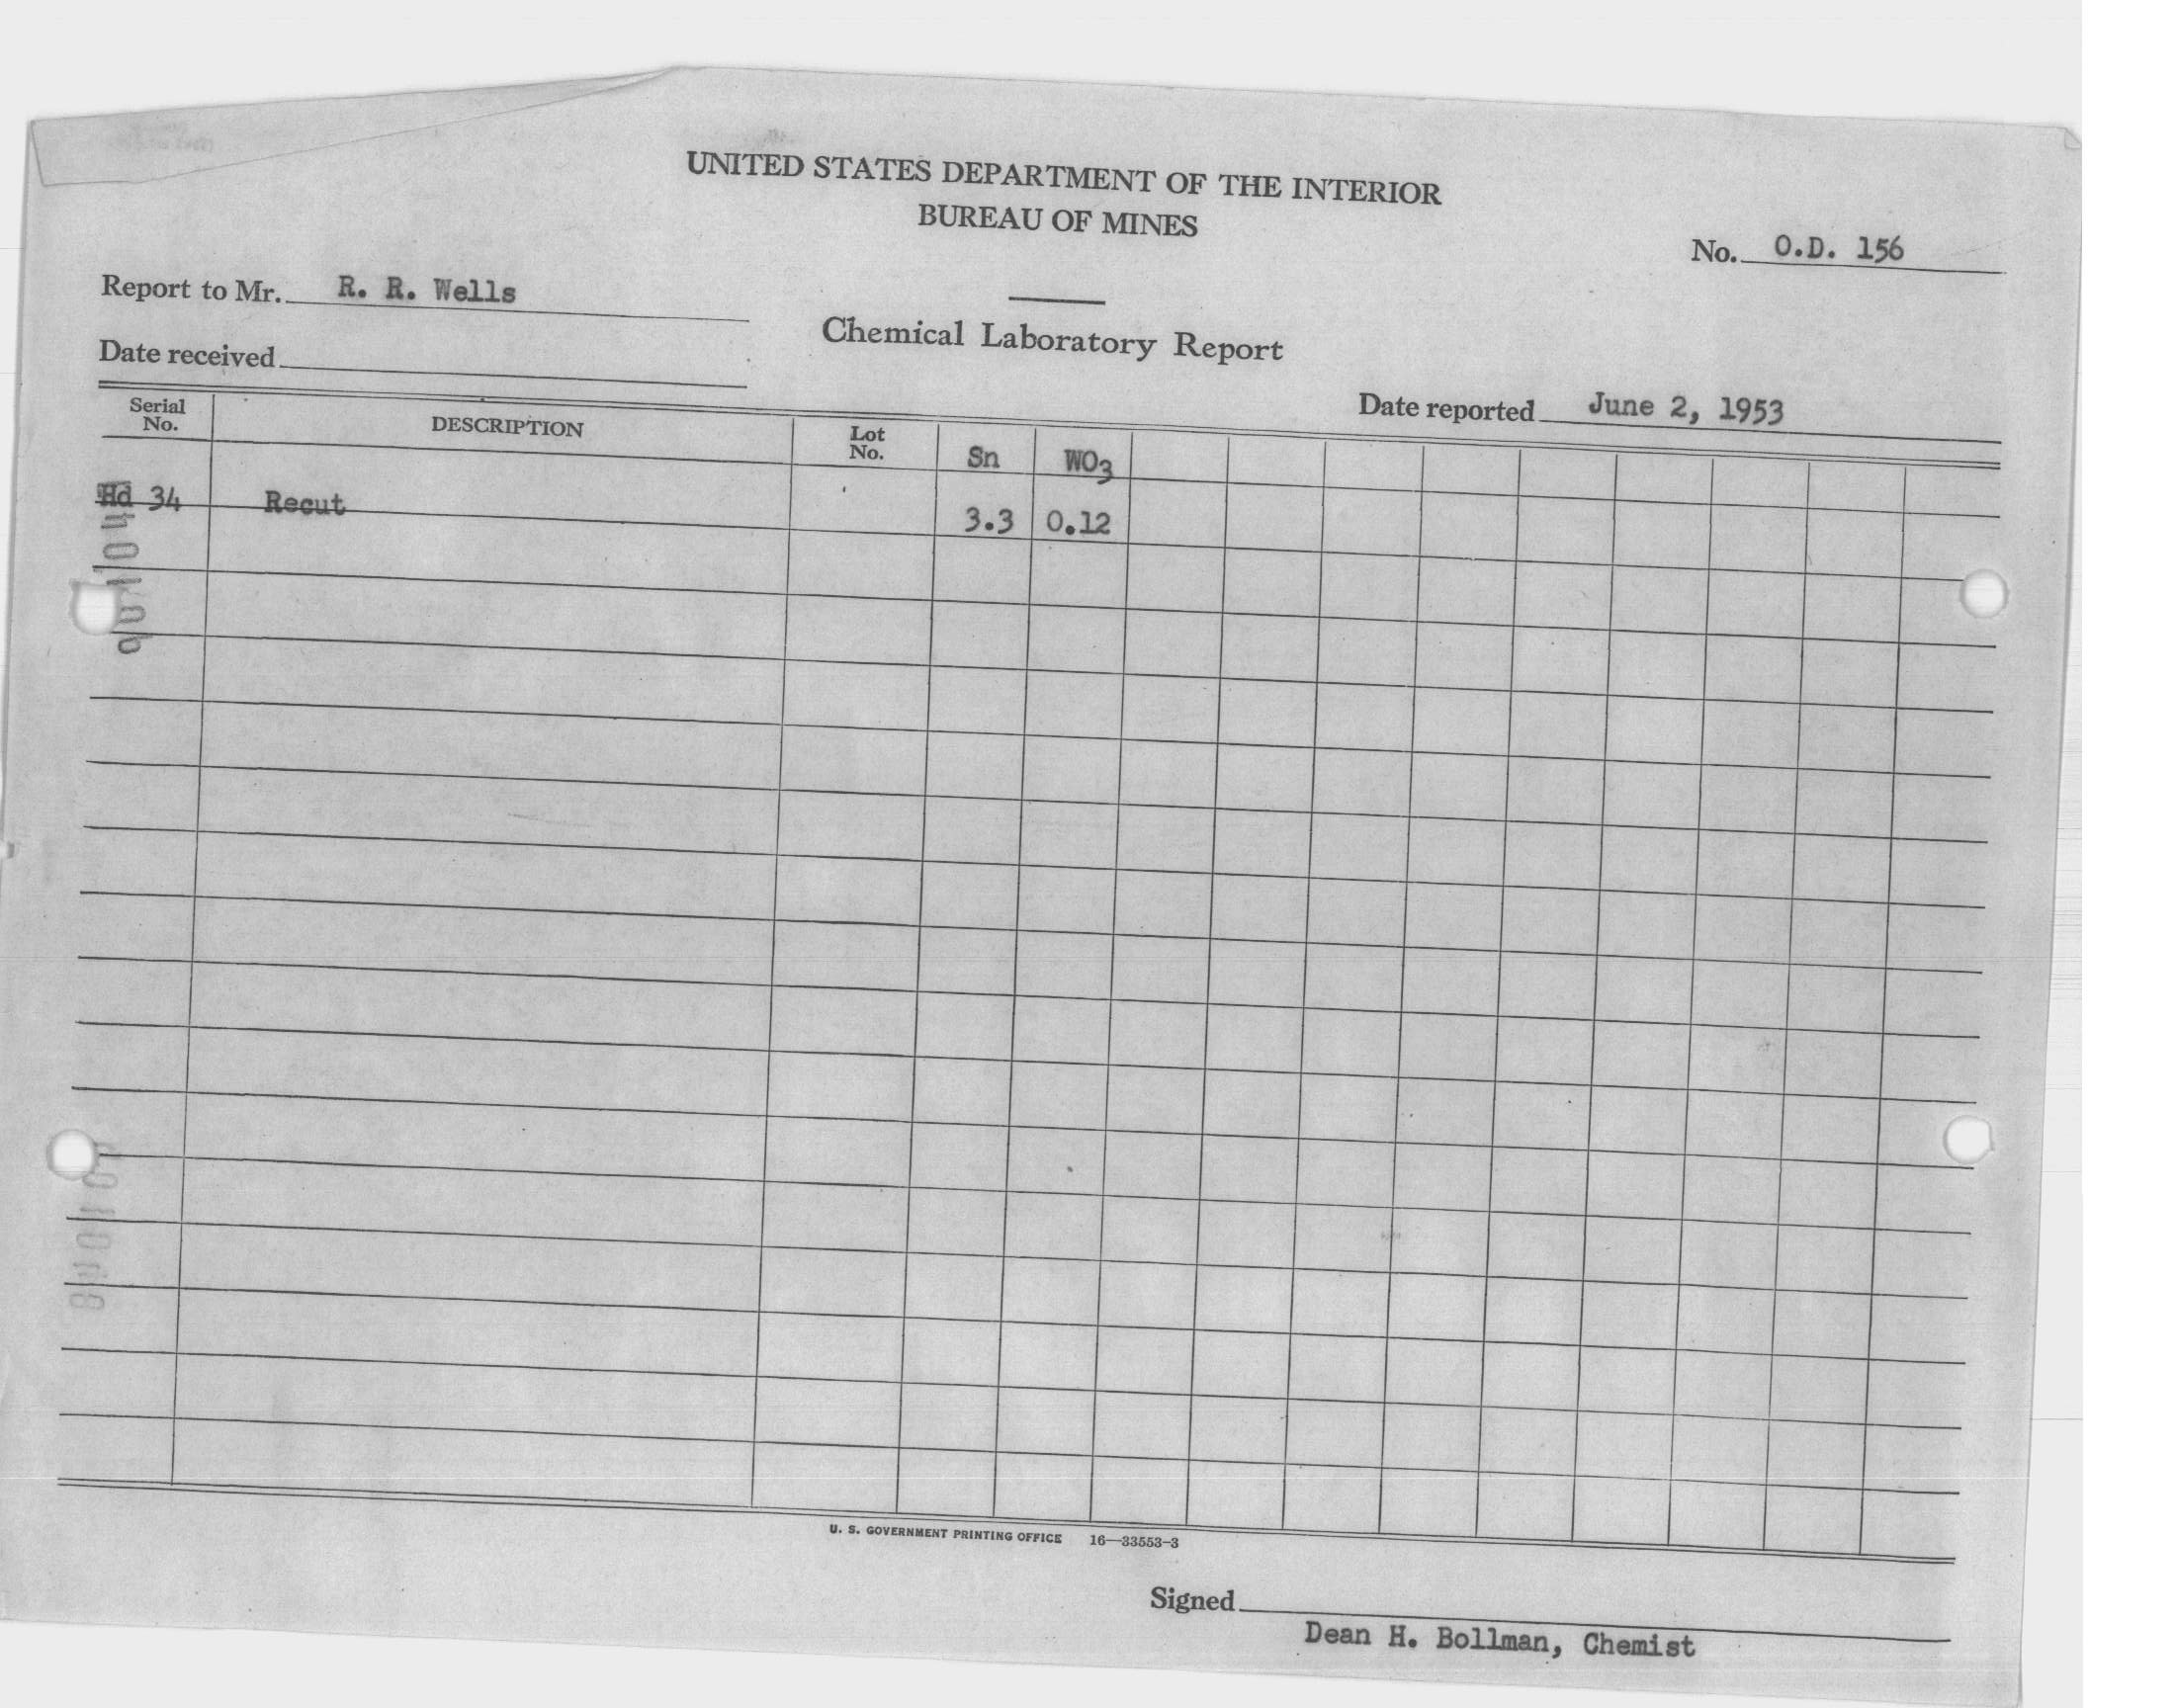 UNITED STATES DEPARTMENT OF THE INTERIOR
BUREAU OF MINES
No. O.D. 156
Report to Mr. R. R. Wells
Chemical Laboratory Report
Date received
Date reported June 2, 1953
Serial No. DESCRIPTION Lot No. Sn WO3
Hd 34 Recut 3.3 0.12
U. S. GOVERNMENT PRINTING OFFICE 16—33553-3
Signed
Dean H. Bollman, Chemist